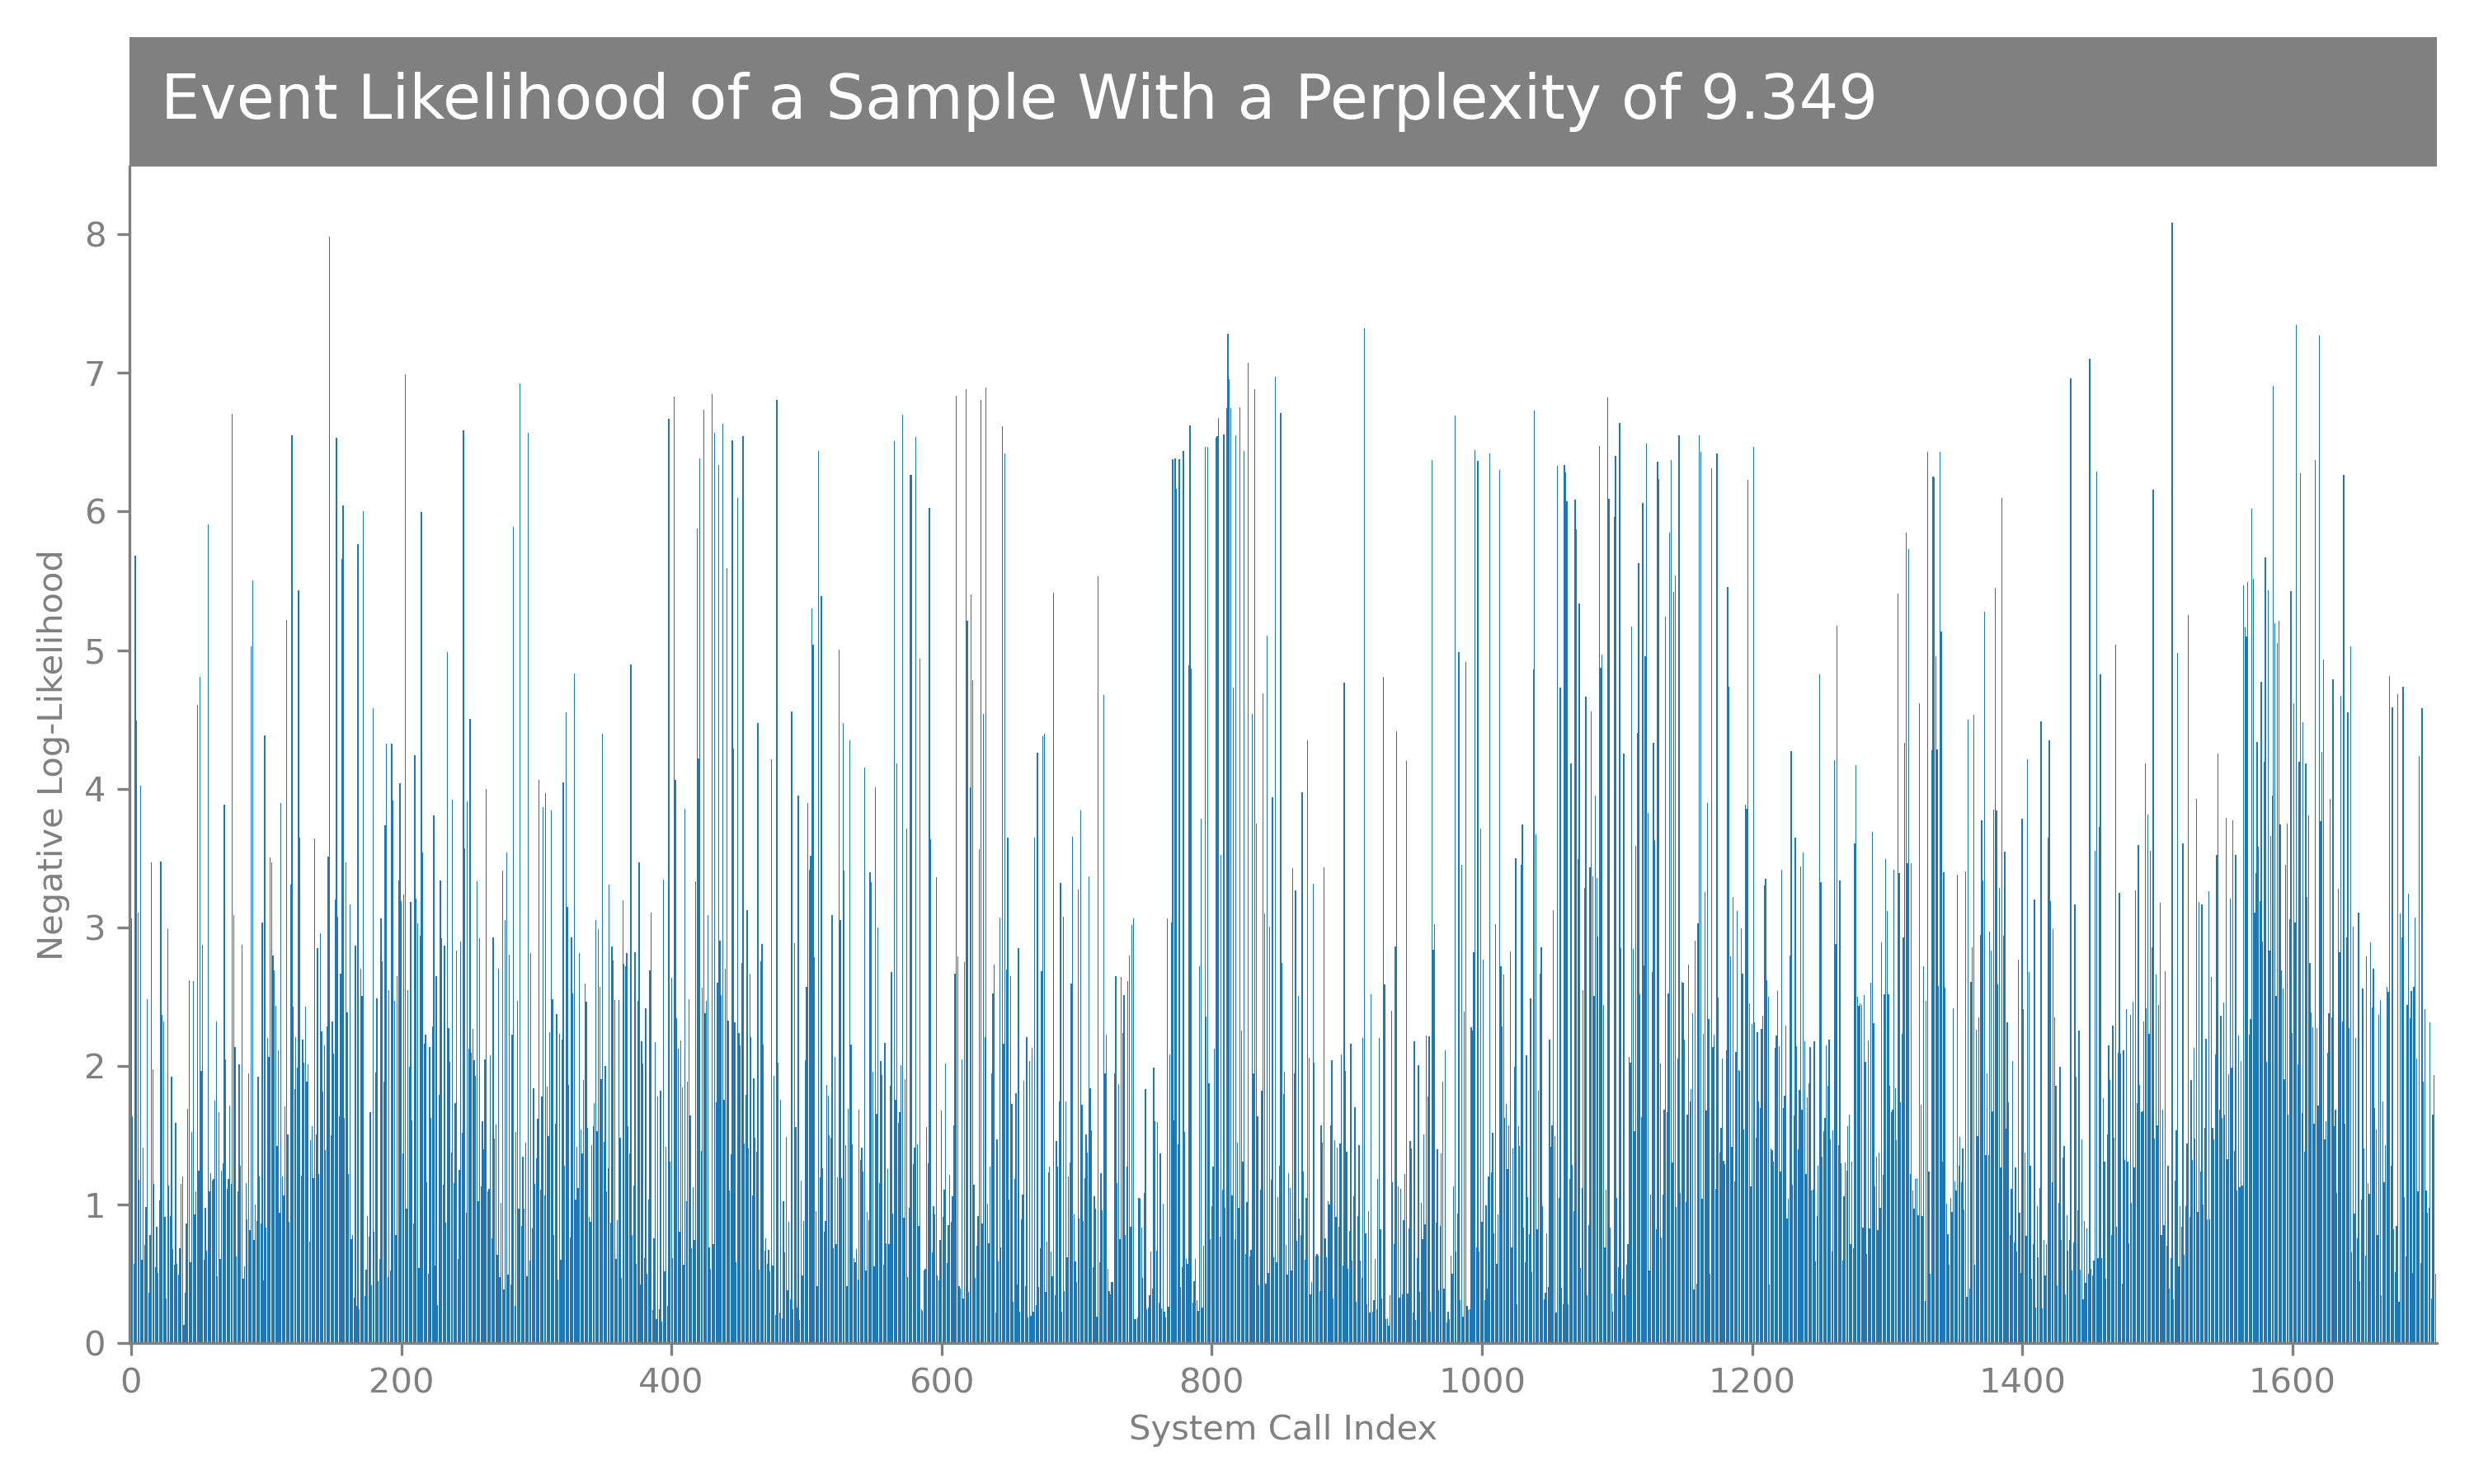 Event Likelihood of a Sample With a Perplexity of 9.349
8
7
6
5
4
3
2
1
0
Negative Log-Likelihood
0 200 400 600 800 1000 1200 1400 1600
System Call Index